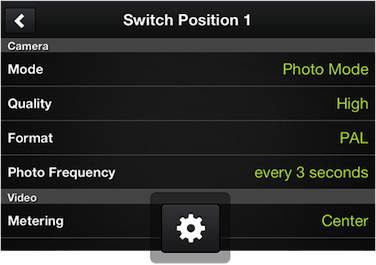 Switch Position 1
Camera
Mode Photo Mode
Quality High
Format PAL
Photo Frequency every 3 seconds
Video
Metering Center